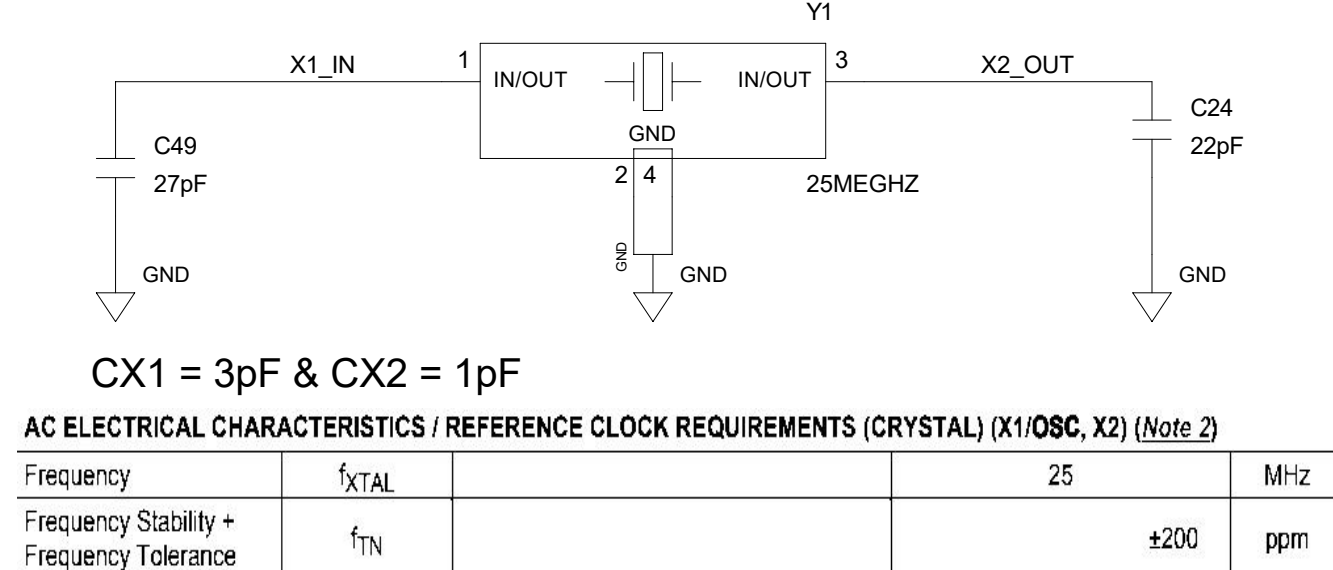 Y1
X1_IN
1
IN/OUT
IN/OUT
3
X2_OUT
C49
27pF
GND
2 4
GND
25MEGHZ
C24
22pF
GND
GND
GND
CX1 = 3pF & CX2 = 1pF
AC ELECTRICAL CHARACTERISTICS / REFERENCE CLOCK REQUIREMENTS (CRYSTAL) (X1/OSC, X2) (Note 2)
Frequency fXTAL 25 MHz
Frequency Stability +
Frequency Tolerance fTN ±200 ppm